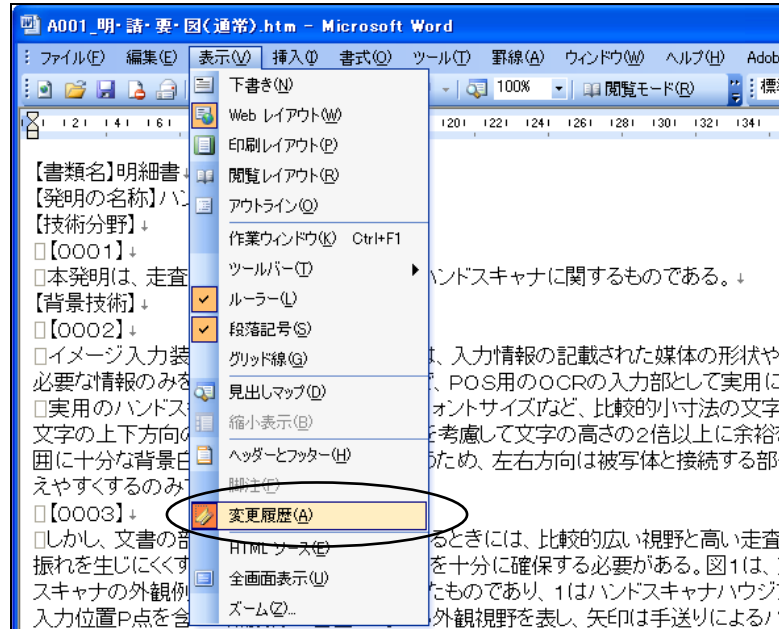 A001_明・請・要・図(通常).htm - Microsoft Word
ファイル(F) 編集(E) 表示(V) 挿入(I) 書式(O) ツール(T) 罫線(A) ウィンドウ(W) ヘルプ(H) Adob
100% 閲覧モード(R) 標準
121 141 161 1201 1221 1241 1261 1281 1301 1321 1341
下書き(N)
Web レイアウト(W)
印刷レイアウト(P)
閲覧レイアウト(R)
アウトライン(O)
作業ウィンドウ(K) Ctrl+F1
ツールバー(T)
ルーラー(L)
段落記号(S)
グリッド線(G)
見出しマップ(D)
縮小表示(B)
ヘッダーとフッター(H)
脚注(F)
変更履歴(A)
HTML ソース(E)
全画面表示(U)
ズーム(Z)...
【書類名】明細書↓
【発明の名称】ハン
【技術分野】↓
□【0001】↓
□本発明は、走査 ハンドスキャナに関するものである。↓
【背景技術】↓
□【0002】↓
□イメージ入力装 は、入力情報の記載された媒体の形状や
必要な情報のみを 、POS用のOCRの入力部として実用に
□実用のハンドス ォントサイズIなど、比較的小寸法の文字
文字の上下方向の を考慮して文字の高さの2倍以上に余裕
囲に十分な背景白 ため、左右方向は被写体と接続する部
えやすくするのみ
□【0003】↓
□しかし、文書の部 るときには、比較的広い視野と高い走査
振れを生じにくくす を十分に確保する必要がある。図1は、
スキャナの外観例 たものであり、1はハンドスキャナハウジ
入力位置P点を含 外観視野を表し、矢印は手送りによるハ